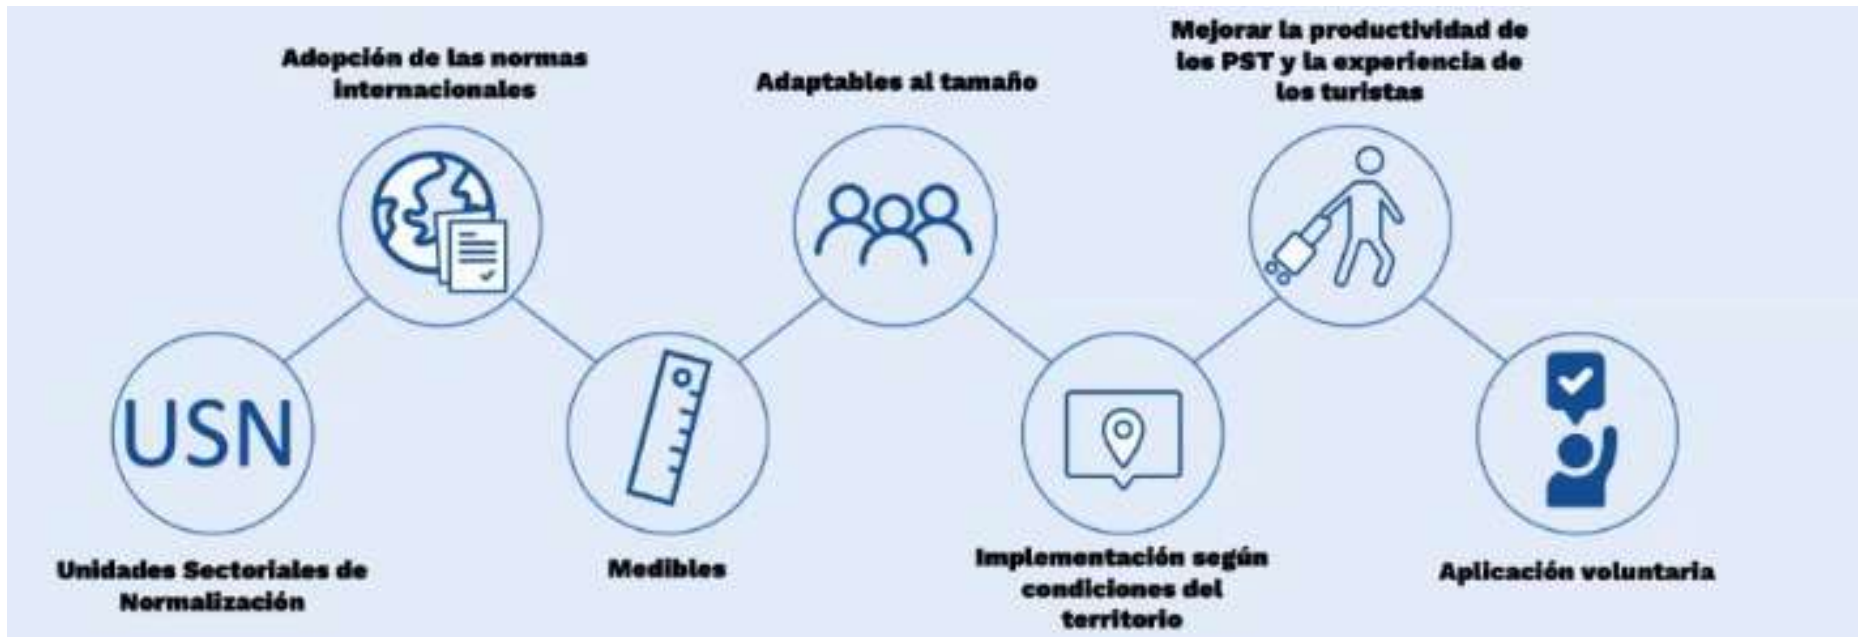 Adopción de las normas
internacionales
Adaptables al tamaño
Mejorar la productividad de
los PST y la experiencia de
los turistas
USN
Unidades Sectoriales de
Normalización
Medibles
Implementación según
condiciones del
territorio
Aplicación voluntaria